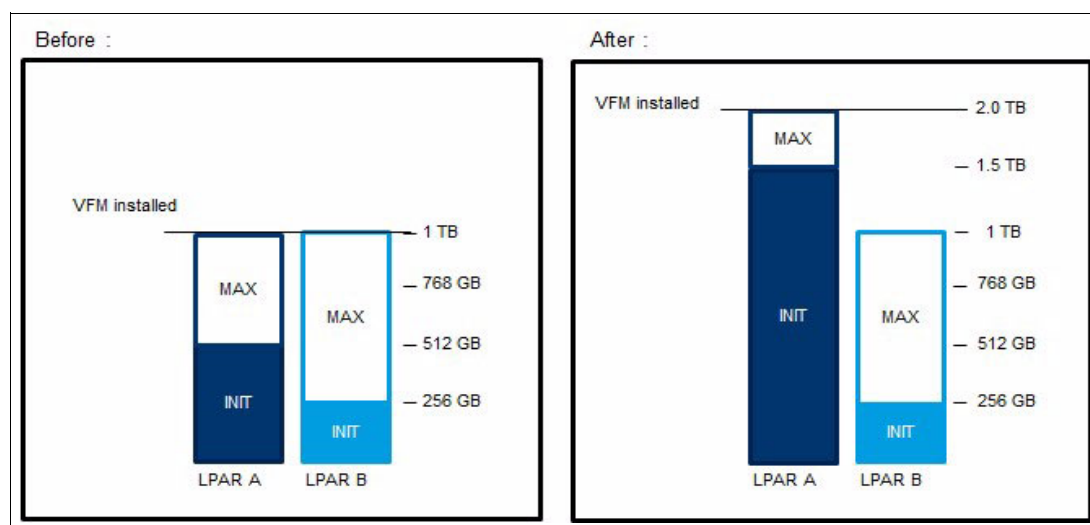 Before :
VFM installed
1 TB
MAX
768 GB
MAX
512 GB
INIT
256 GB
INIT
LPAR A LPAR B
After :
VFM installed
2.0 TB
MAX
1.5 TB
1 TB
768 GB
INIT
MAX
512 GB
256 GB
INIT
LPAR A LPAR B